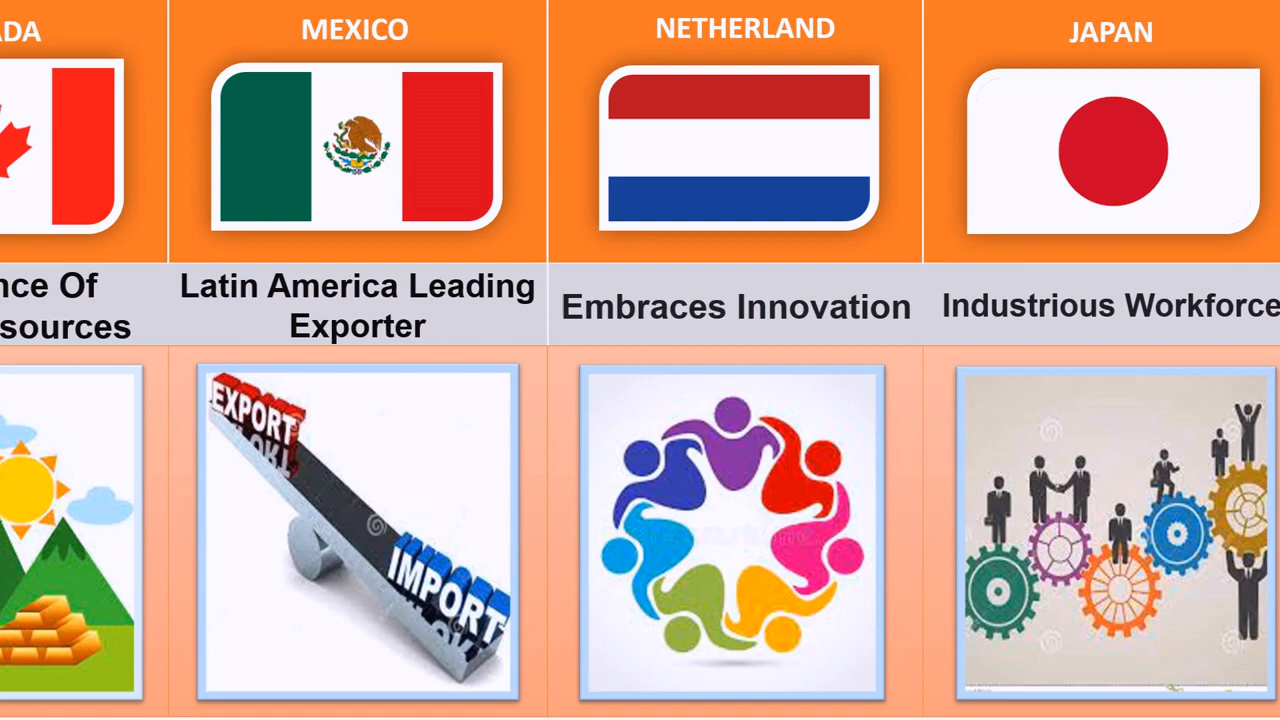 ADA
MEXICO
NETHERLAND
JAPAN
nce Of
sources
Latin America Leading
Exporter
Embraces Innovation
Industrious Workforce
EXPORT
IMPORT